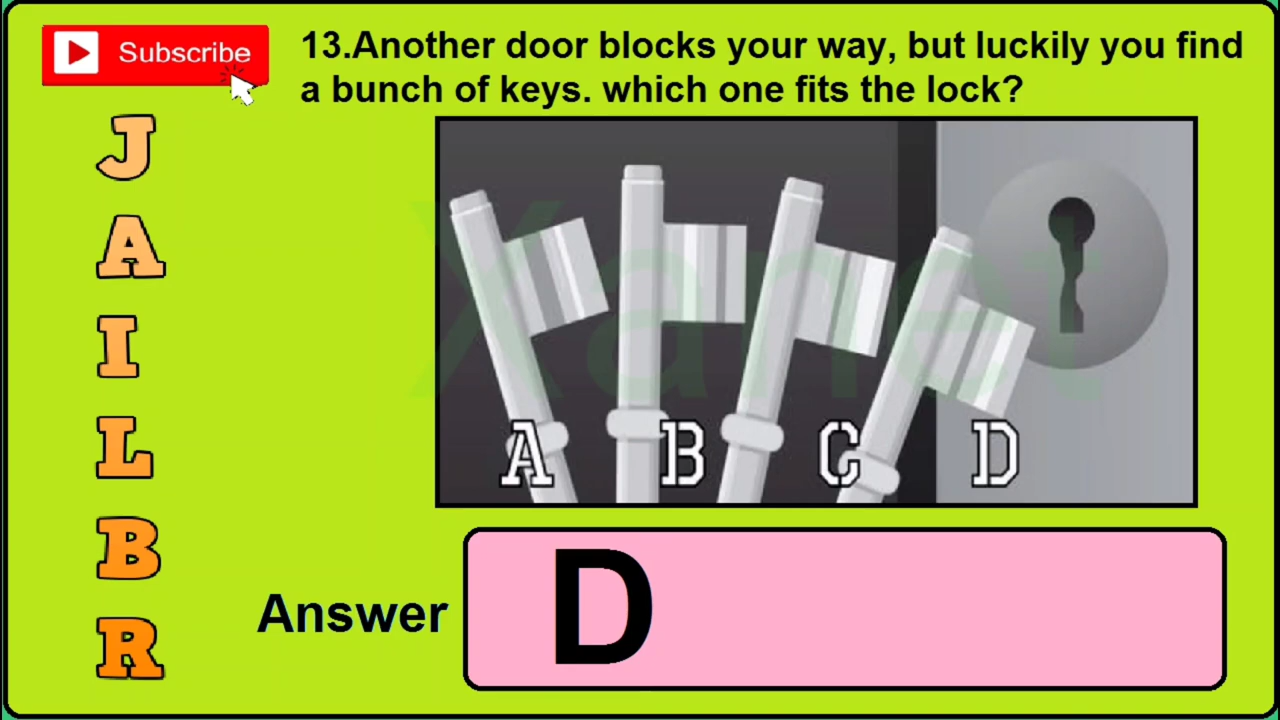 Subscribe
13.Another door blocks your way, but luckily you find
a bunch of keys. which one fits the lock?
J
A
I
L
B
R
Xanet
A B C D
Answer D